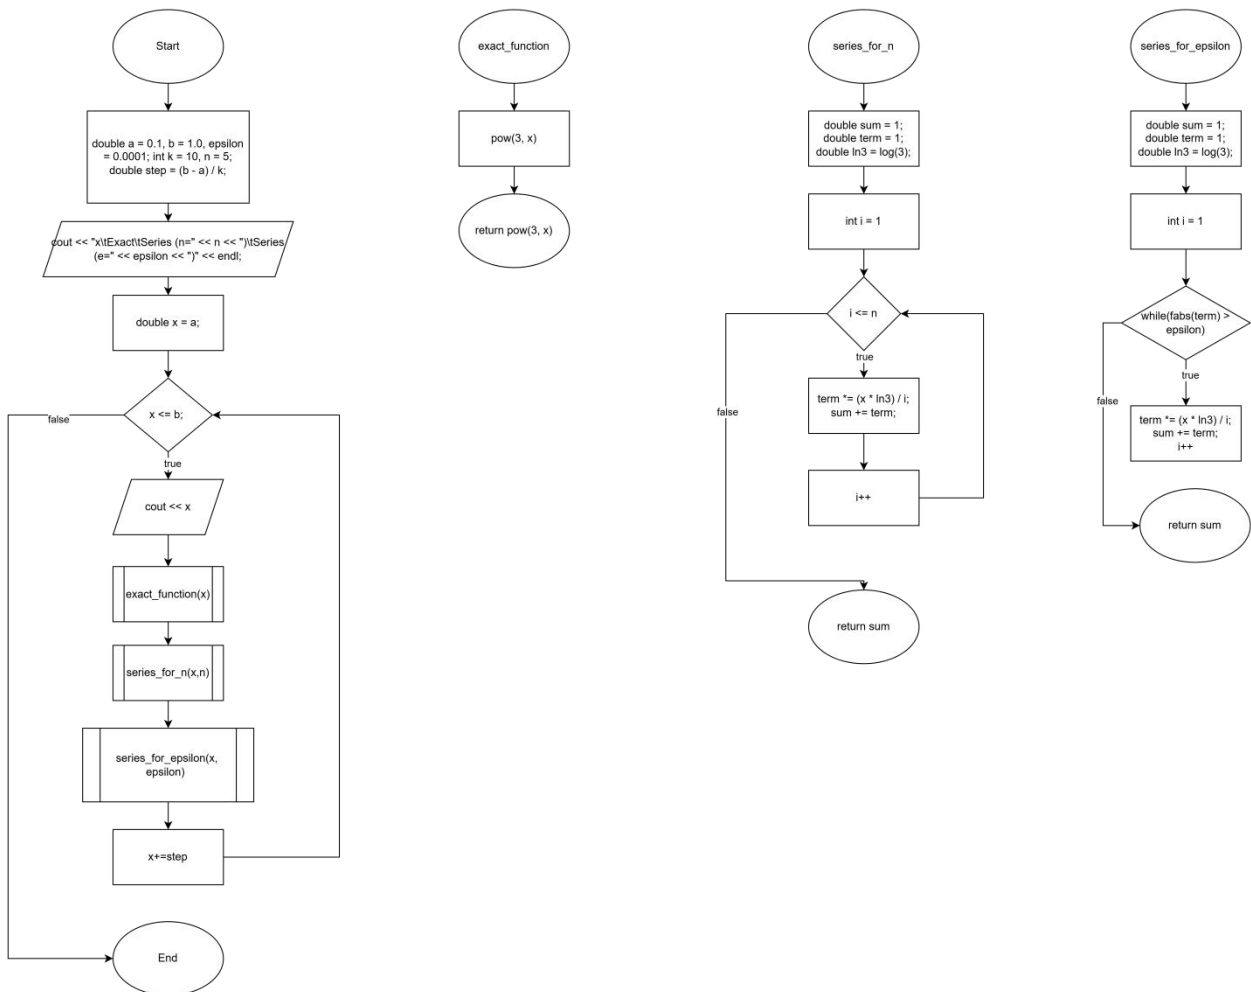 Start
double a = 0.1, b = 1.0, epsilon
= 0.0001; int k = 10, n = 5;
double step = (b - a) / k;
cout << "x\tExact\tSeries (n=" << n << ")\tSeries
(e=" << epsilon << ")" << endl;
double x = a;
x <= b;
false
true
cout << x
exact_function(x)
series_for_n(x,n)
series_for_epsilon(x,
epsilon)
x+=step
End
exact_function
pow(3, x)
return pow(3, x)
series_for_n
double sum = 1;
double term = 1;
double ln3 = log(3);
int i = 1
i <= n
true
false
term *= (x * ln3) / i;
sum += term;
i++
return sum
series_for_epsilon
double sum = 1;
double term = 1;
double ln3 = log(3);
int i = 1
while(fabs(term) >
epsilon)
true
false
term *= (x * ln3) / i;
sum += term;
i++
return sum